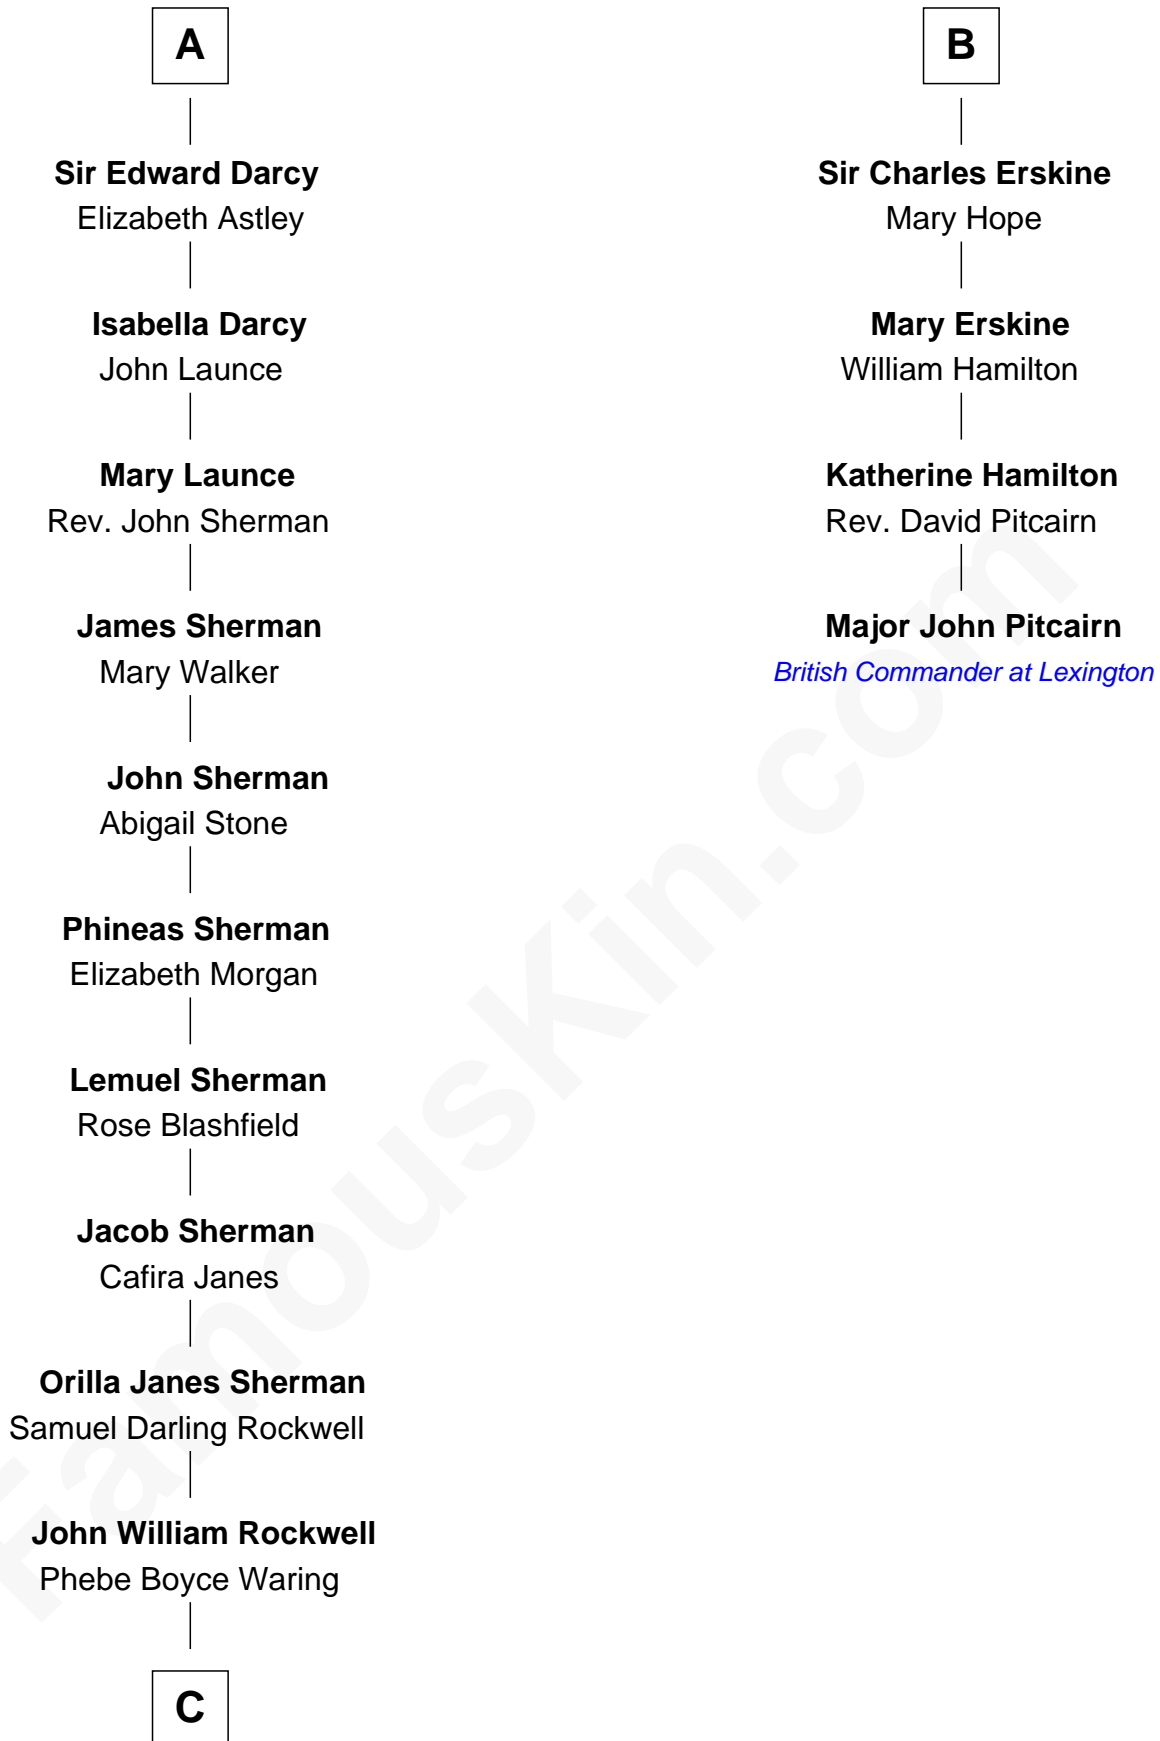 A
Sir Edward Darcy
Elizabeth Astley
Isabella Darcy
John Launce
Mary Launce
Rev. John Sherman
James Sherman
Mary Walker
John Sherman
Abigail Stone
Phineas Sherman
Elizabeth Morgan
Lemuel Sherman
Rose Blashfield
Jacob Sherman
Cafira Janes
Orilla Janes Sherman
Samuel Darling Rockwell
John William Rockwell
Phebe Boyce Waring
C
B
Sir Charles Erskine
Mary Hope
Mary Erskine
William Hamilton
Katherine Hamilton
Rev. David Pitcairn
Major John Pitcairn
British Commander at Lexington
FamousKin.com